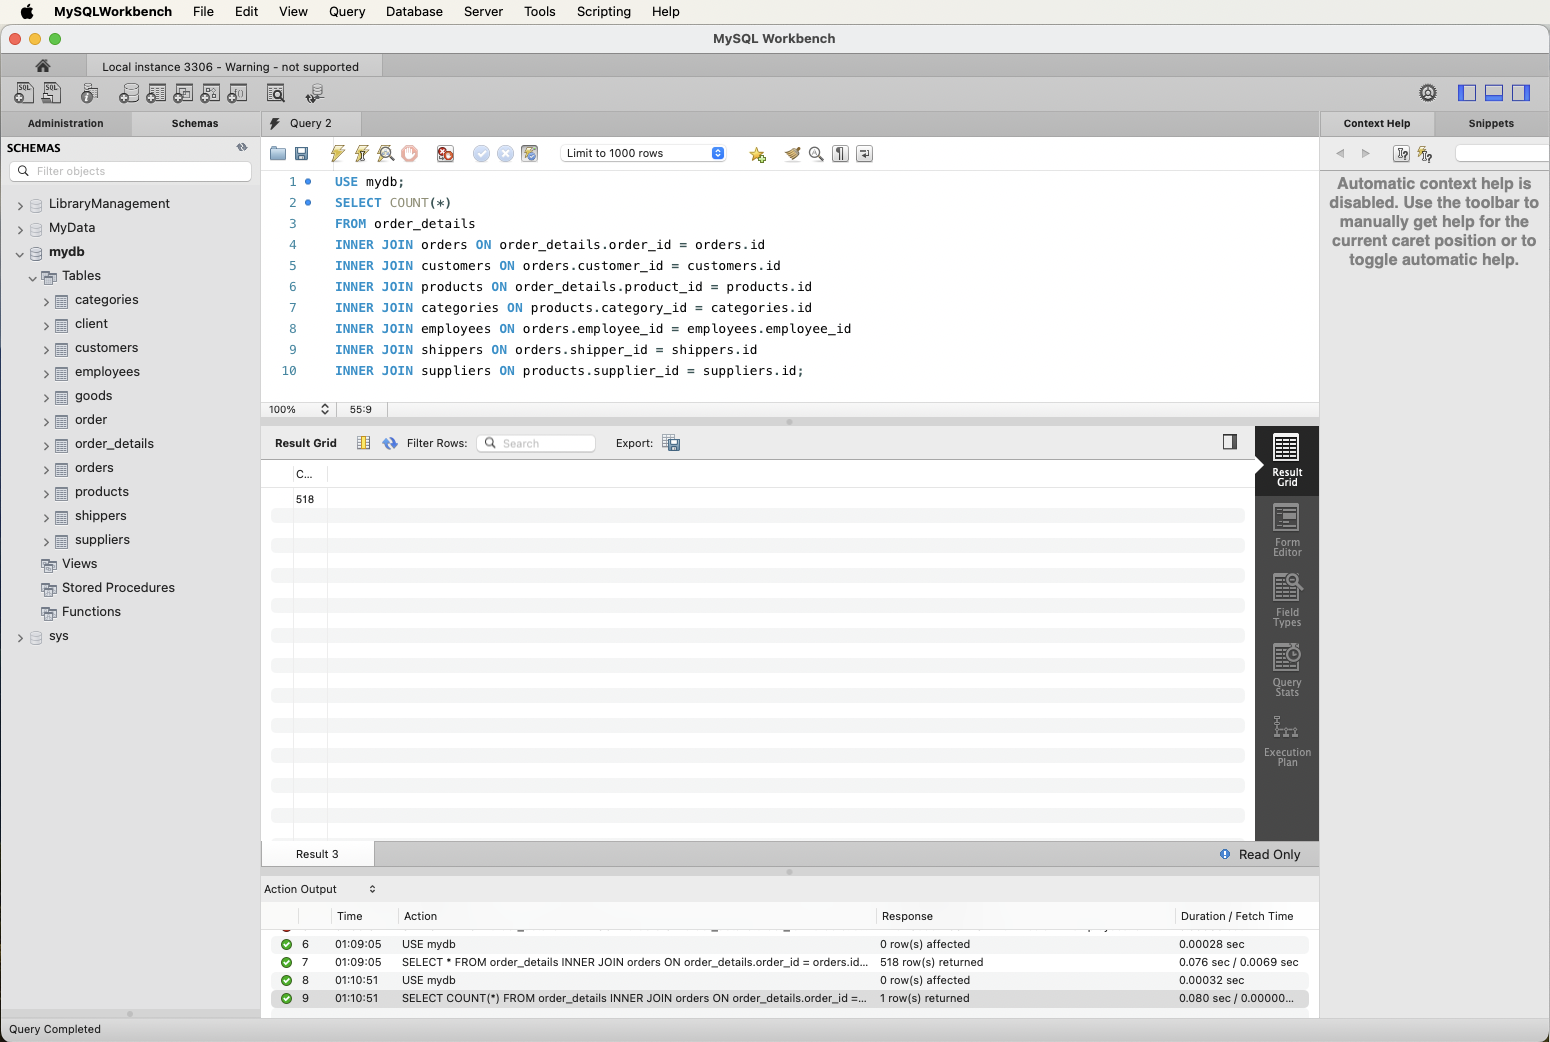 MySQLWorkbench File Edit View Query Database Server Tools Scripting Help
MySQL Workbench
Local instance 3306 - Warning - not supported
Administration Schemas
Query 2
Context Help Snippets
SCHEMAS
Filter objects
LibraryManagement
MyData
mydb
Tables
categories
client
customers
employees
goods
order
order_details
orders
products
shippers
suppliers
Views
Stored Procedures
Functions
sys
Limit to 1000 rows
1 USE mydb;
2 SELECT COUNT(*)
3 FROM order_details
4 INNER JOIN orders ON order_details.order_id = orders.id
5 INNER JOIN customers ON orders.customer_id = customers.id
6 INNER JOIN products ON order_details.product_id = products.id
7 INNER JOIN categories ON products.category_id = categories.id
8 INNER JOIN employees ON orders.employee_id = employees.employee_id
9 INNER JOIN shippers ON orders.shipper_id = shippers.id
10 INNER JOIN suppliers ON products.supplier_id = suppliers.id;
100% 55:9
Automatic context help is
disabled. Use the toolbar to
manually get help for the
current caret position or to
toggle automatic help.
Result Grid Filter Rows: Search Export:
C...
518
Result
Grid
Form
Editor
Field
Types
Query
Stats
Execution
Plan
Result 3
Read Only
Action Output
Time Action Response Duration / Fetch Time
6 01:09:05 USE mydb 0 row(s) affected 0.00028 sec
7 01:09:05 SELECT * FROM order_details INNER JOIN orders ON order_details.order_id = orders.id... 518 row(s) returned 0.076 sec / 0.0069 sec
8 01:10:51 USE mydb 0 row(s) affected 0.00032 sec
9 01:10:51 SELECT COUNT(*) FROM order_details INNER JOIN orders ON order_details.order_id =... 1 row(s) returned 0.080 sec / 0.00000...
Query Completed